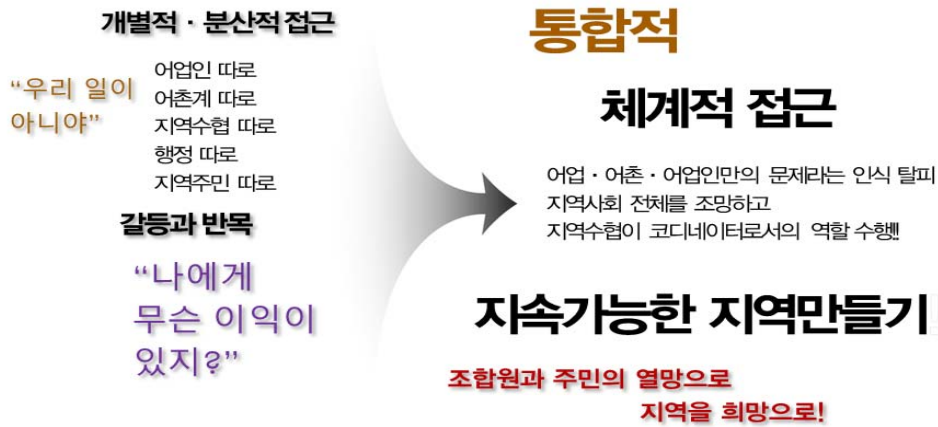 개별적 · 분산적 접근
“우리 일이
아니야”
어업인 따로
어촌계 따로
지역수협 따로
행정 따로
지역주민 따로
갈등과 반목
“나에게
무슨 이익이
있지?”
통합적
체계적 접근
어업 · 어촌 · 어업인만의 문제라는 인식 탈피
지역사회 전체를 조망하고
지역수협이 코디네이터로서의 역할 수행!!
지속가능한 지역만들기
조합원과 주민의 열망으로
지역을 희망으로!